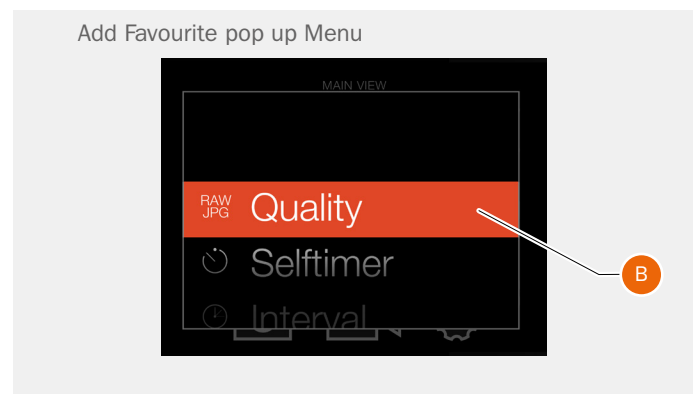 Add Favourite pop up Menu
MAIN VIEW
RAW
JPG
Quality
Selftimer
Interval
B